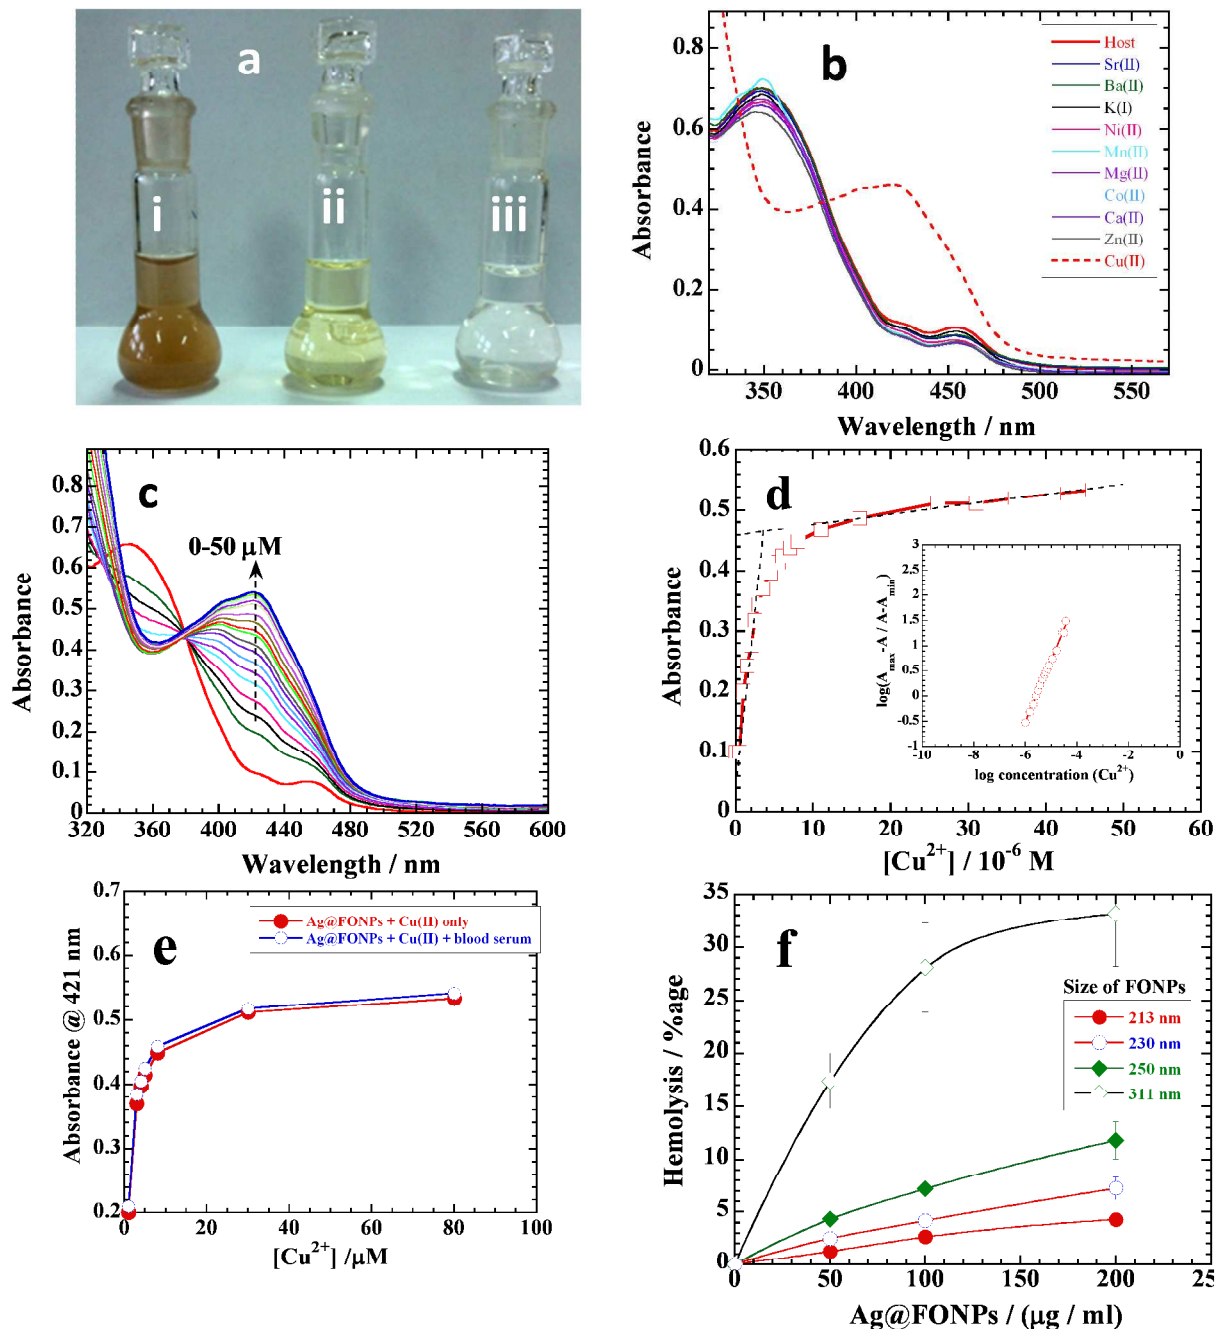 a
i
ii
iii
b
Absorbance
0.8
0.6
0.4
0.2
0
350
400
450
500
550
Wavelength / nm
Host
Sr(II)
Ba(II)
K(I)
Ni(II)
Mn(II)
Mg(II)
Co(II)
Ca(II)
Zn(II)
Cu(II)
c
Absorbance
0.8
0.7
0.6
0.5
0.4
0.3
0.2
0.1
0
320
360
400
440
480
520
560
600
Wavelength / nm
0-50 μM
d
Absorbance
0.6
0.5
0.4
0.3
0.2
0.1
0
0
10
20
30
40
50
60
[Cu2+] / 10-6 M
log(Amax-A / A-Amin)
3
2.5
2
1.5
1
0.5
0
-0.5
-1
-10
-8
-6
-4
-2
0
log concentration (Cu2+)
e
Absorbance @ 421 nm
0.7
0.6
0.5
0.4
0.3
0.2
0
20
40
60
80
100
[Cu2+] /μM
Ag@FONPs + Cu(II) only
Ag@FONPs + Cu(II) + blood serum
f
Hemolysis / %age
35
30
25
20
15
10
5
0
0
50
100
150
200
25
Ag@FONPs / (μg / ml)
Size of FONPs
213 nm
230 nm
250 nm
311 nm